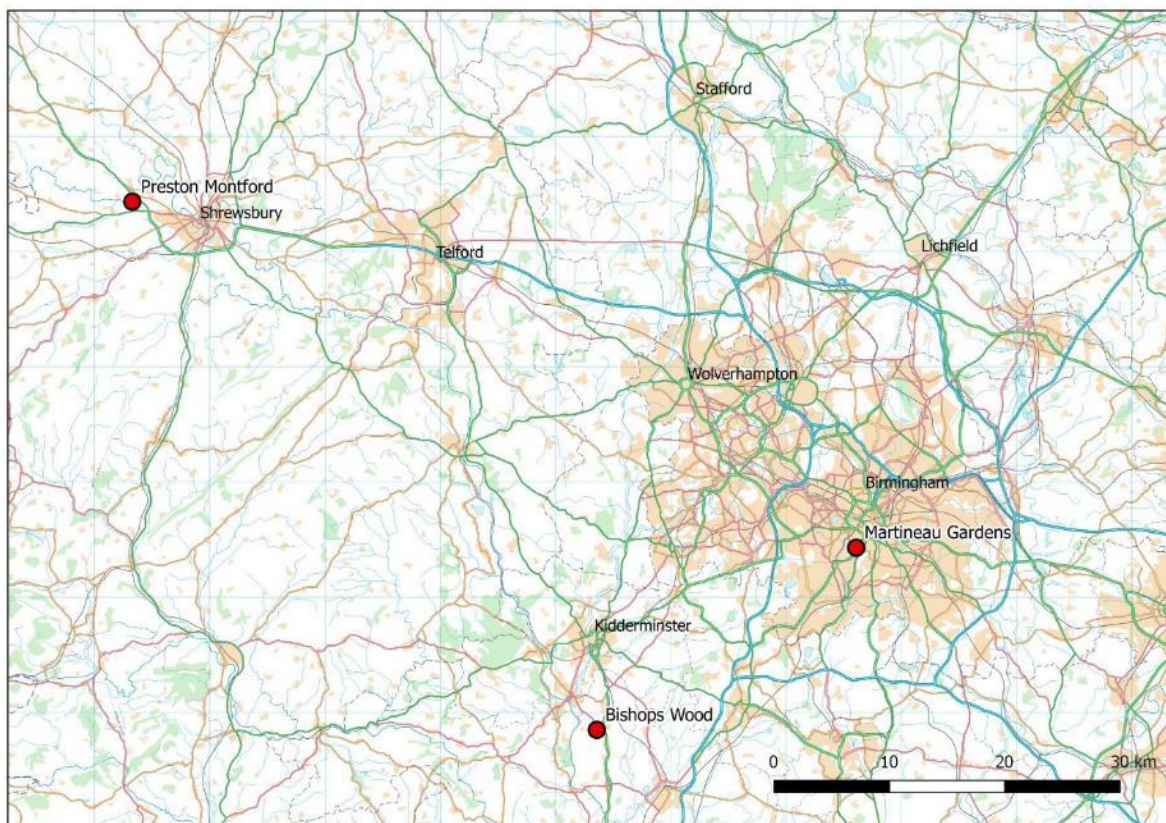 Stafford
Preston Montford
Shrewsbury
Lichfield
Telford
Wolverhampton
Birmingham
Martineau Gardens
Kidderminster
Bishops Wood
0 10 20 30 km